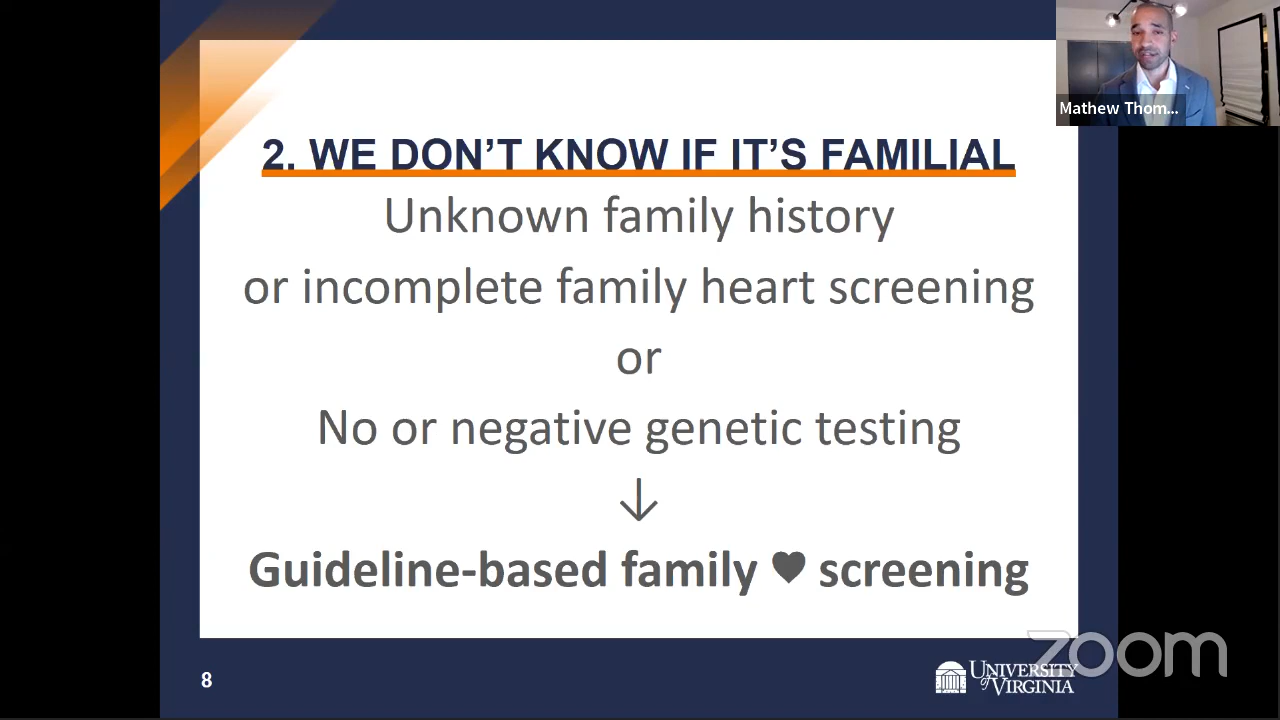 Mathew Thom...
2. WE DON'T KNOW IF IT'S FAMILIAL
Unknown family history
or incomplete family heart screening
or
No or negative genetic testing
↓
Guideline-based family ♥ screening
8
UNIVERSITY
of VIRGINIA
zoom